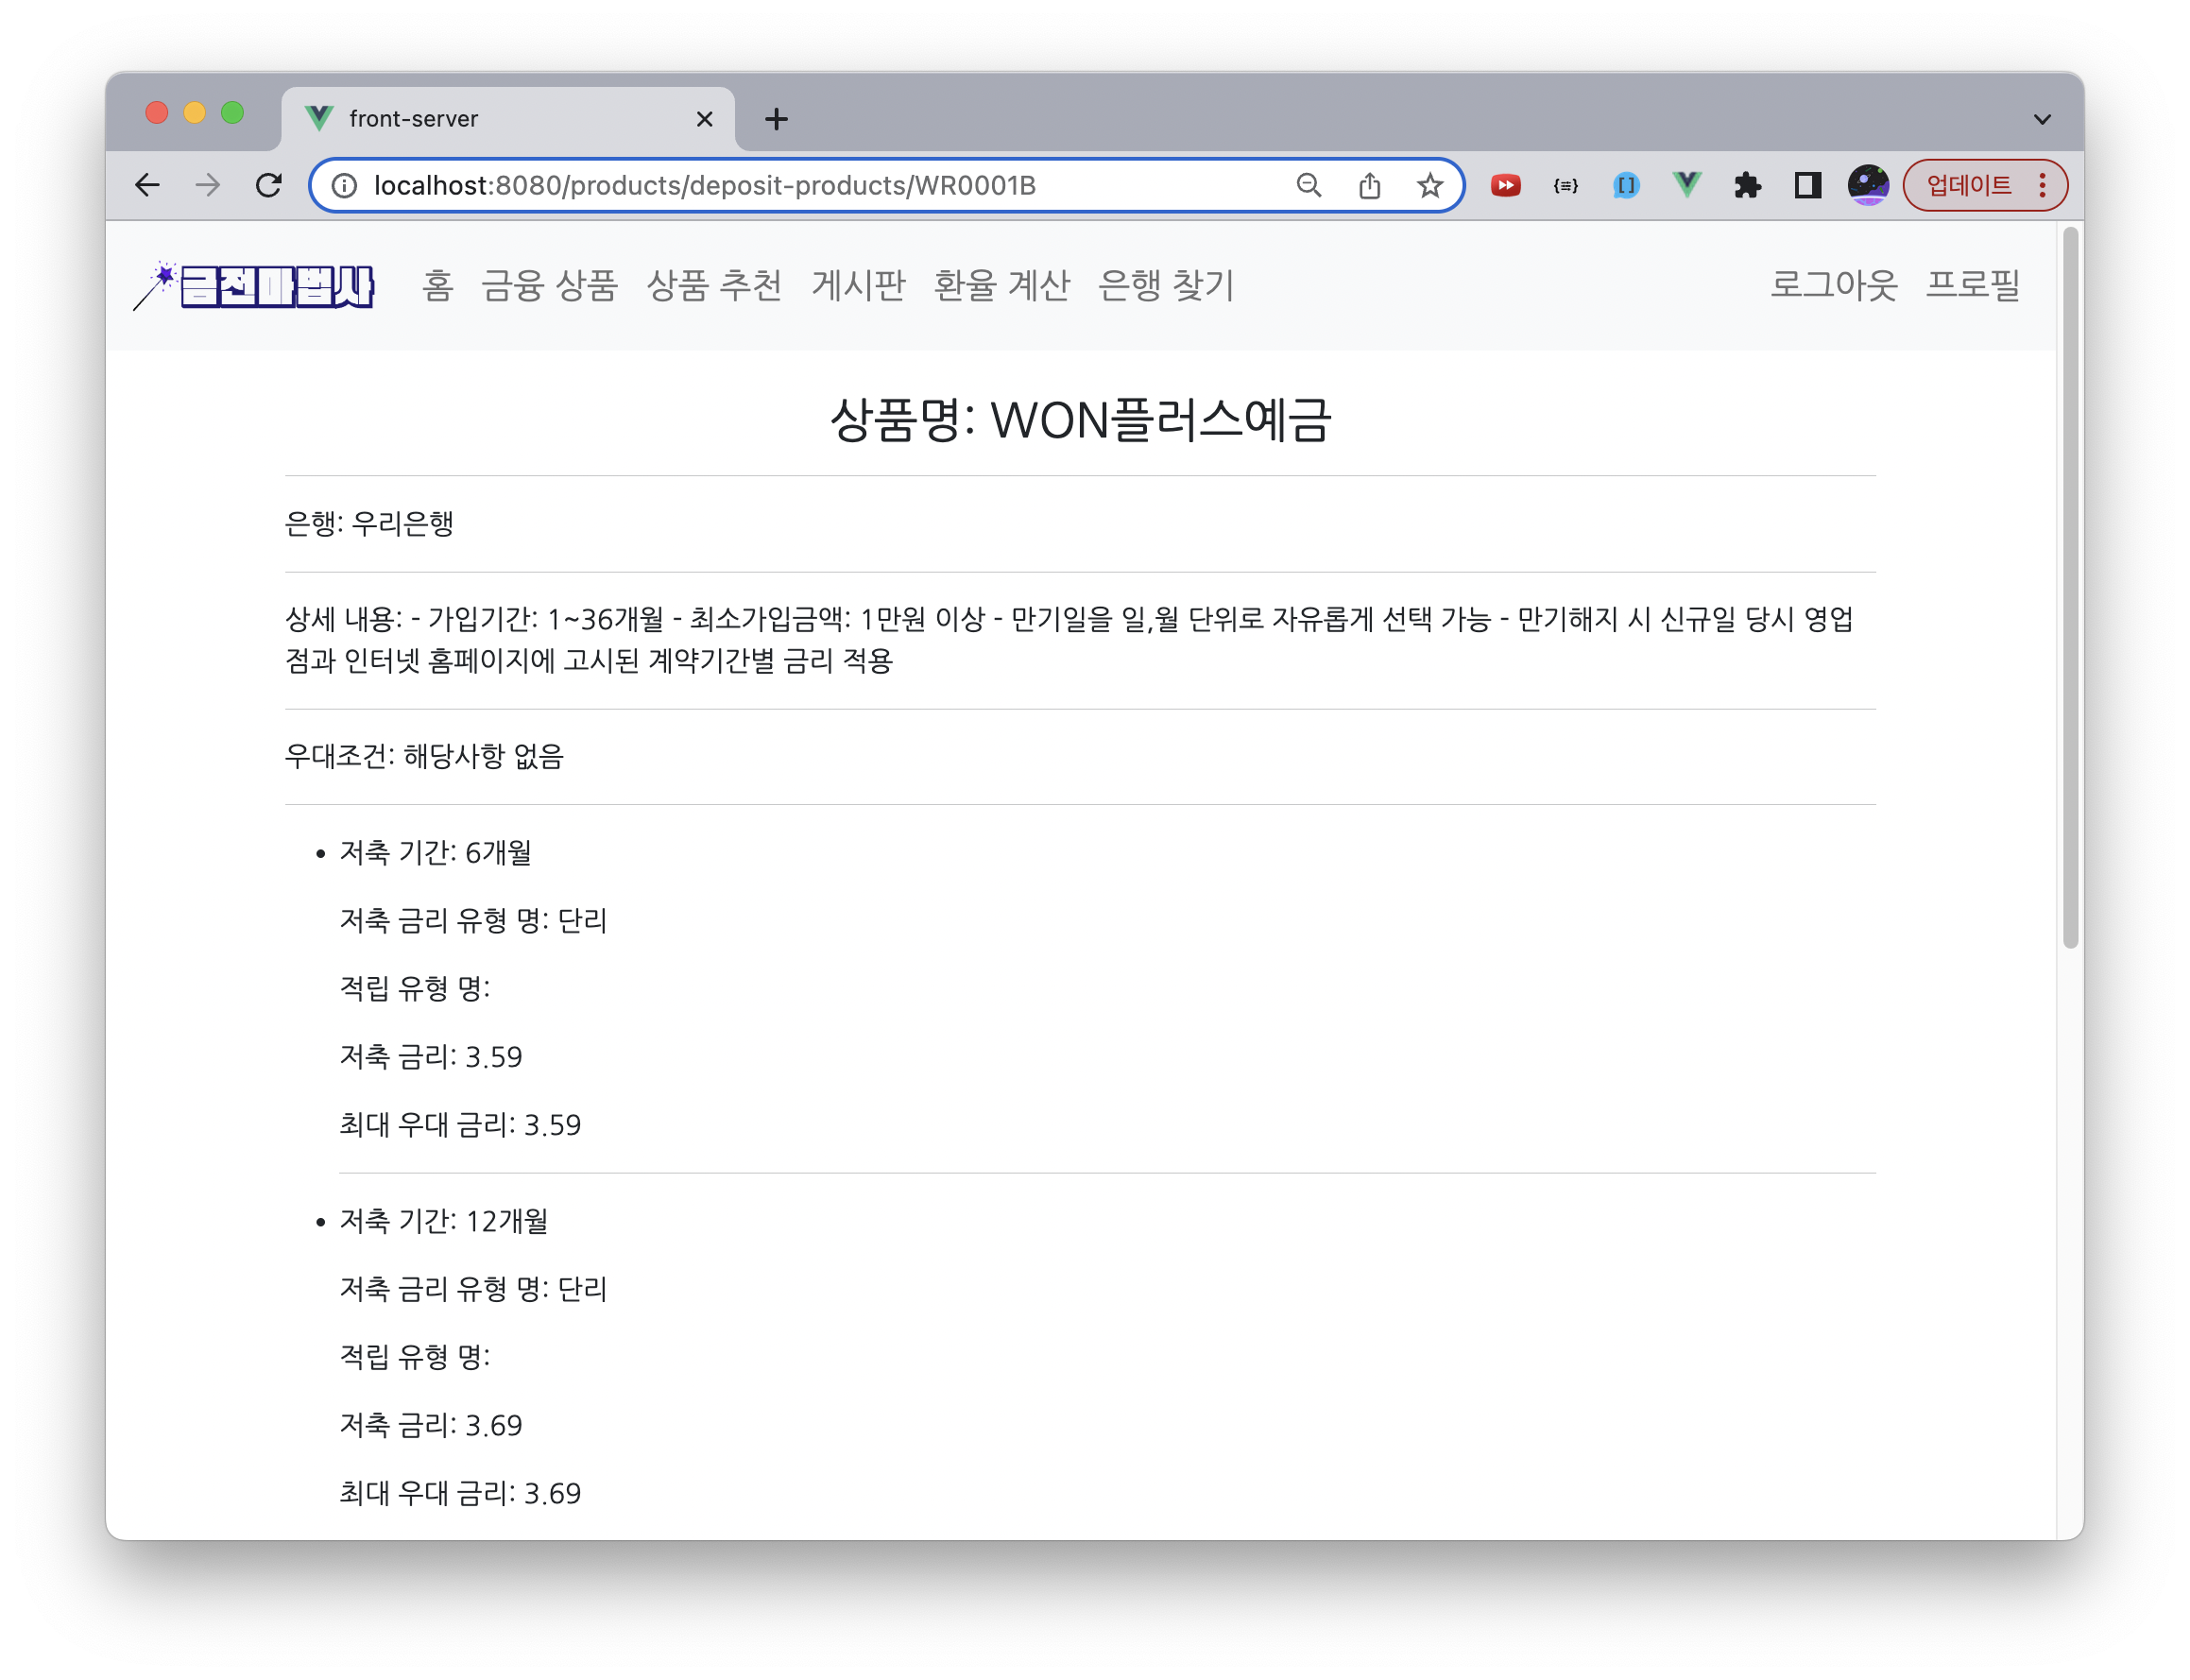 front-server
localhost:8080/products/deposit-products/WR0001B
업데이트
금전마법사 홈 금융 상품 상품 추천 게시판 환율 계산 은행 찾기 로그아웃 프로필
상품명: WON플러스예금
은행: 우리은행
상세 내용: - 가입기간: 1~36개월 - 최소가입금액: 1만원 이상 - 만기일을 일,월 단위로 자유롭게 선택 가능 - 만기해지 시 신규일 당시 영업
점과 인터넷 홈페이지에 고시된 계약기간별 금리 적용
우대조건: 해당사항 없음
• 저축 기간: 6개월
저축 금리 유형 명: 단리
적립 유형 명:
저축 금리: 3.59
최대 우대 금리: 3.59
• 저축 기간: 12개월
저축 금리 유형 명: 단리
적립 유형 명:
저축 금리: 3.69
최대 우대 금리: 3.69